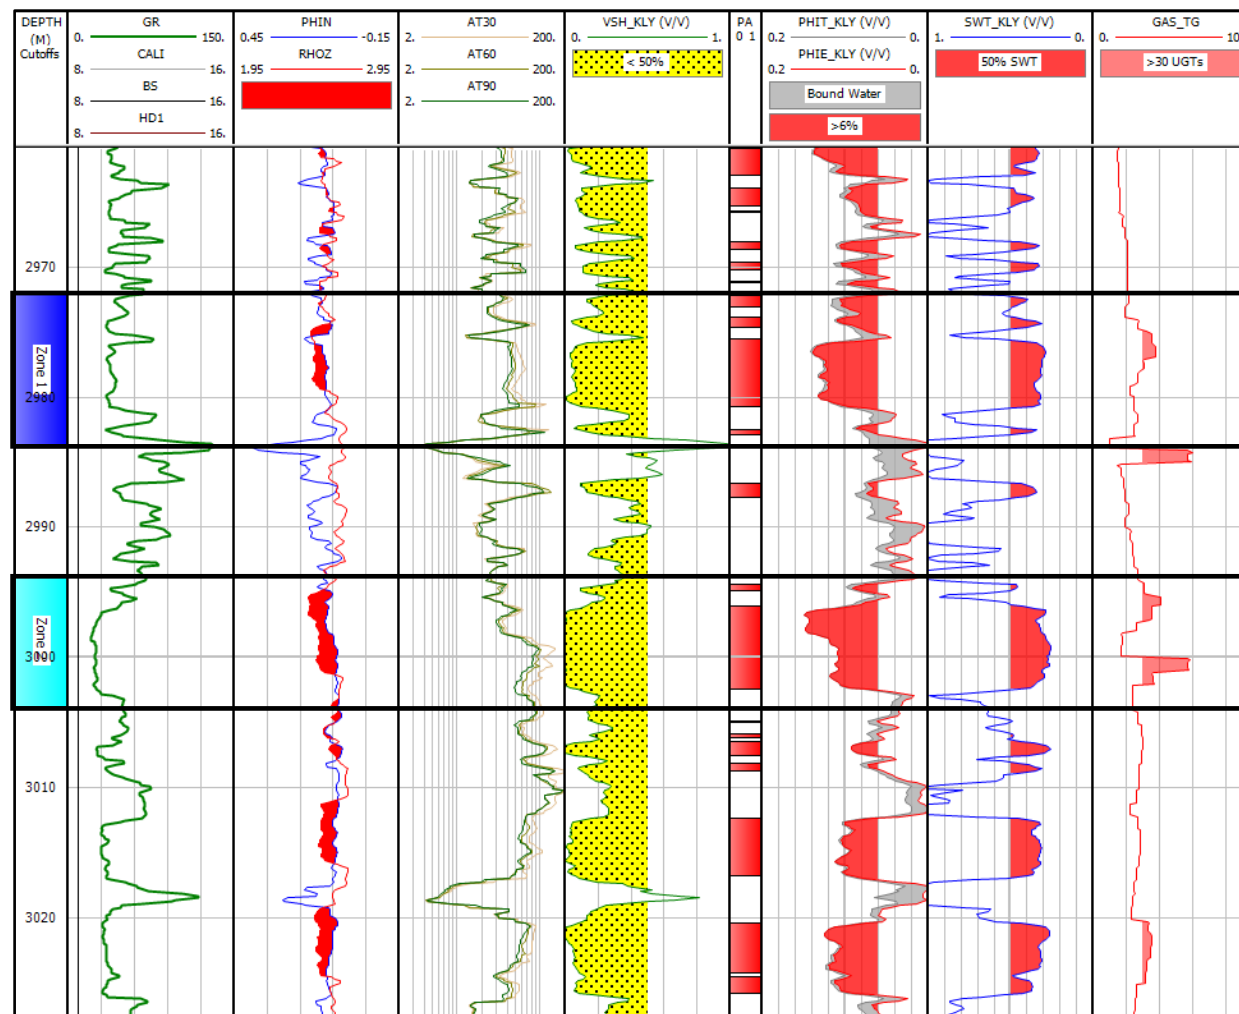 DEPTH (M) Cutoffs
GR
0. 150.
CALI
8. 16.
BS
8. 16.
HD1
8. 16.
PHIN
0.45 -0.15
RHOZ
1.95 2.95
AT30
2. 200.
AT60
2. 200.
AT90
2. 200.
VSH_KLY (V/V)
0. 1.
< 50%
PA
0 1
PHIT_KLY (V/V)
0.2 0.
PHIE_KLY (V/V)
0.2 0.
Bound Water
>6%
SWT_KLY (V/V)
1. 0.
50% SWT
GAS_TG
0. 10
>30 UGTs
2970
Zone 1
2980
2990
Zone
3000
3010
3020